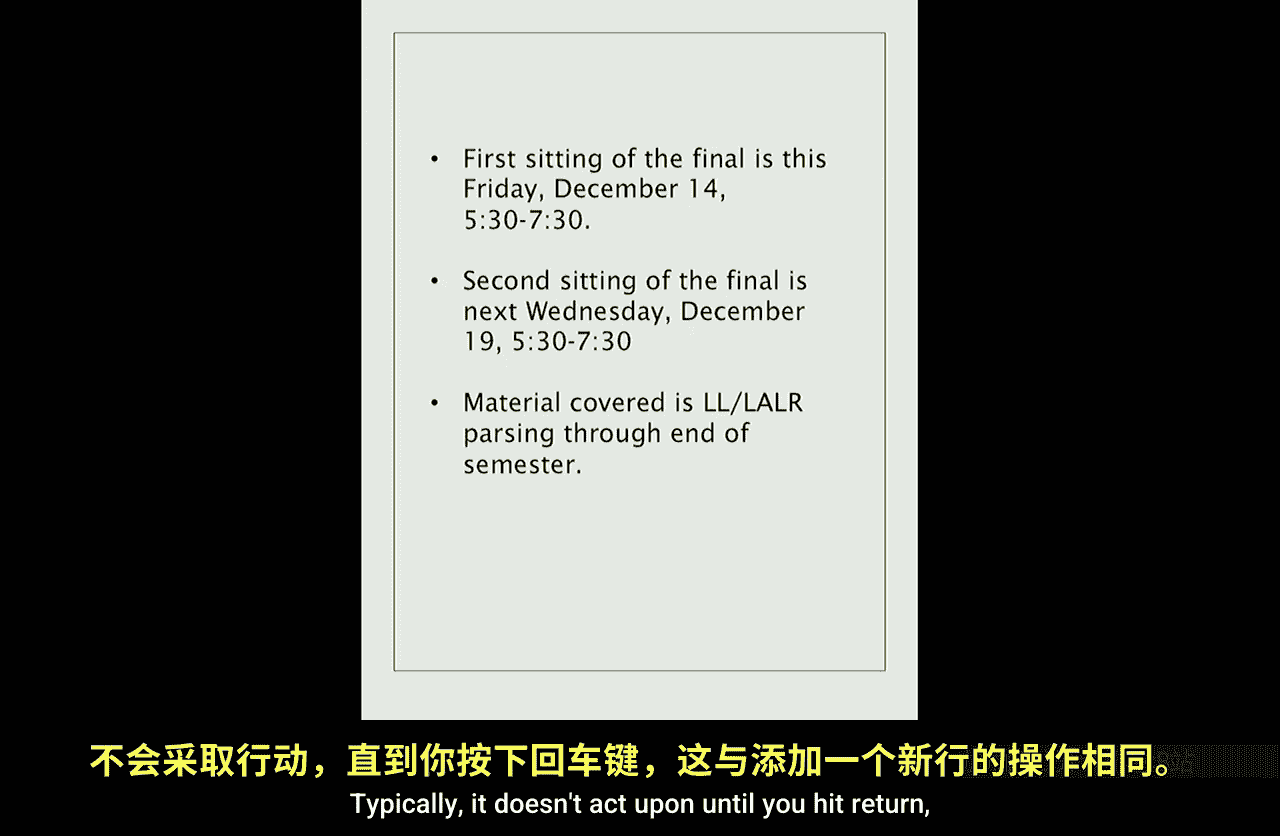 • First sitting of the final is this
Friday, December 14,
5:30-7:30.
• Second sitting of the final is
next Wednesday, December
19, 5:30-7:30
• Material covered is LL/LALR
parsing through end of
semester.
不会采取行动，直到你按下回车键，这与添加一个新行的操作相同。
Typically, it doesn't act upon until you hit return,